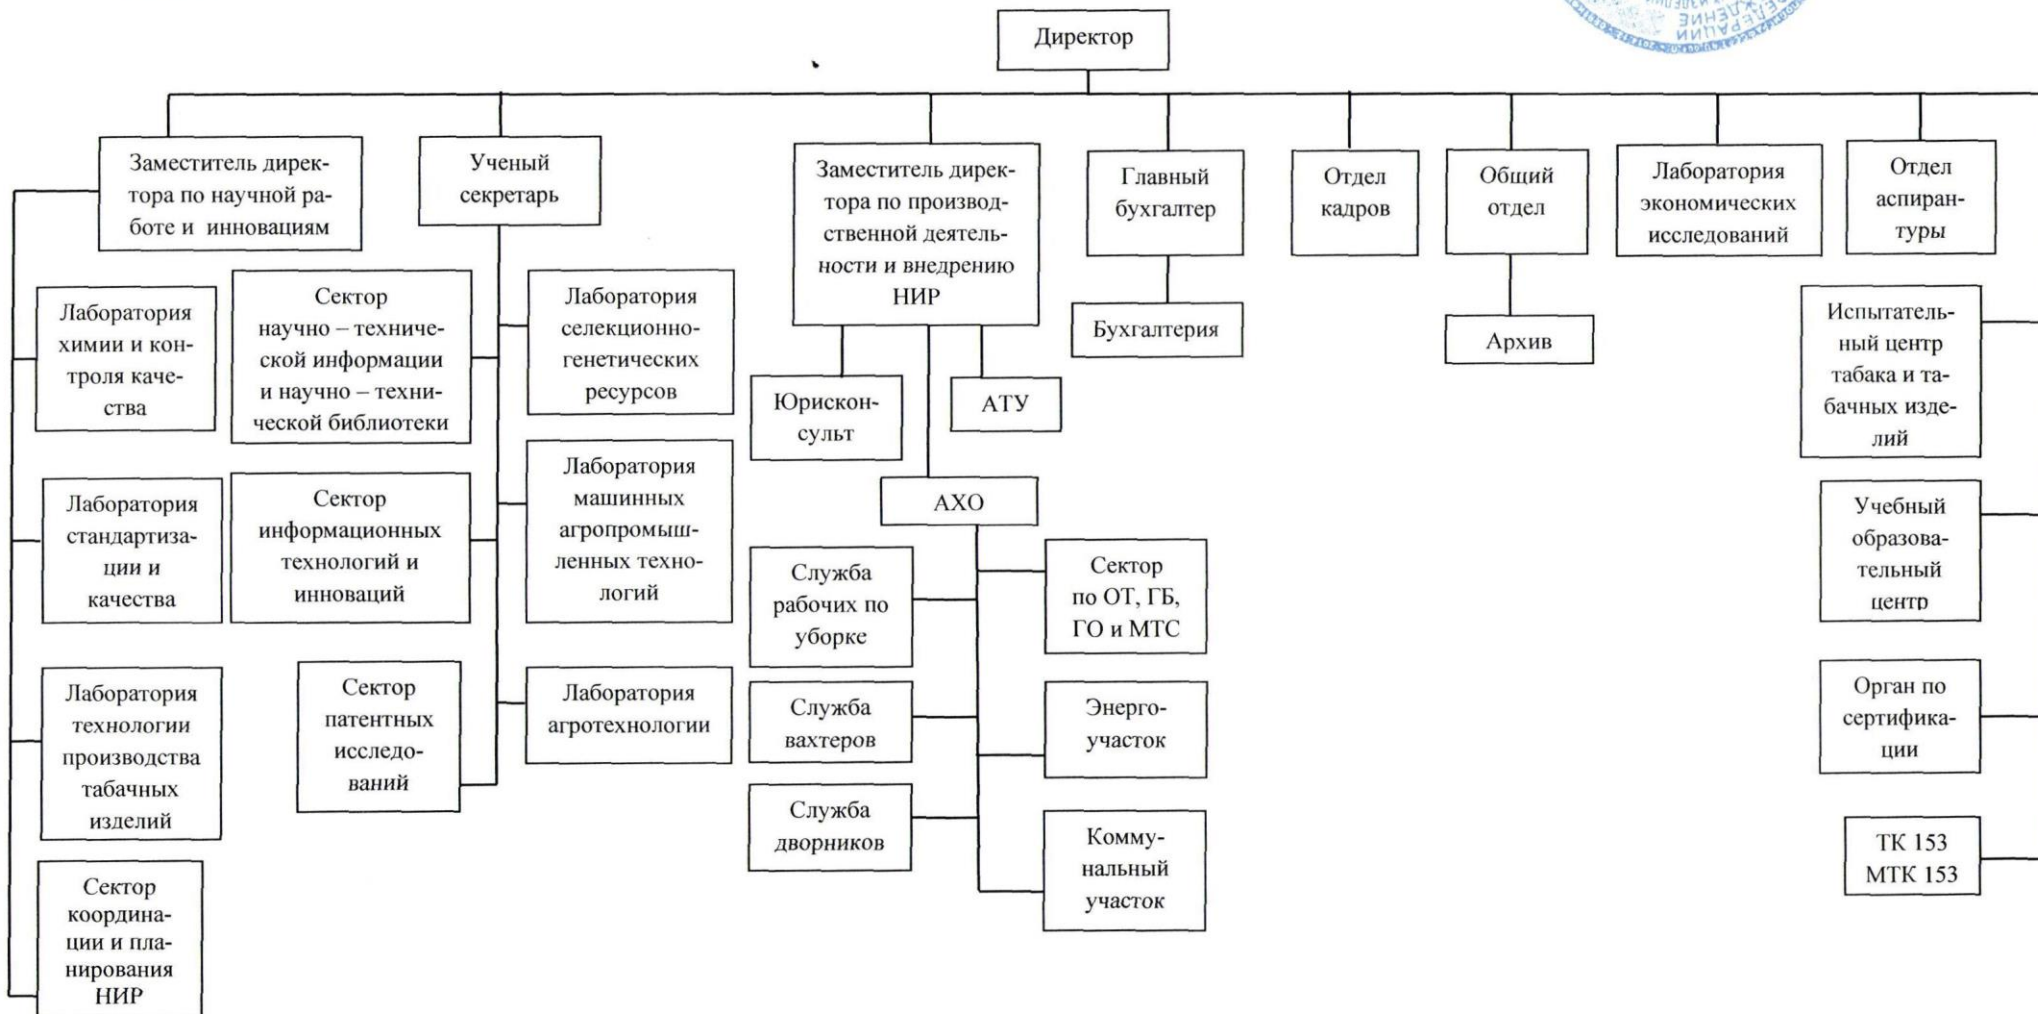 Директор
Заместитель дирек-
тора по научной ра-
боте и инновациям
Ученый
секретарь
Заместитель дирек-
тора по производ-
ственной деятель-
ности и внедрению
НИР
Главный
бухгалтер
Отдел
кадров
Общий
отдел
Лаборатория
экономических
исследований
Отдел
аспиран-
туры
Лаборатория
химии и кон-
троля каче-
ства
Сектор
научно – техниче-
ской информации
и научно – техни-
ческой библиотеки
Лаборатория
селекционно-
генетических
ресурсов
Бухгалтерия
Архив
Испытатель-
ный центр
табака и та-
бачных изде-
лий
Юрискон-
сульт
АТУ
Лаборатория
стандартиза-
ции и
качества
Сектор
информационных
технологий и
инноваций
Лаборатория
машинных
агропромыш-
ленных техно-
логий
АХО
Учебный
образова-
тельный
центр
Служба
рабочих по
уборке
Сектор
по ОТ, ГБ,
ГО и МТС
Лаборатория
технологии
производства
табачных
изделий
Сектор
патентных
исследо-
ваний
Лаборатория
агротехнологии
Служба
вахтеров
Энерго-
участок
Орган по
сертифика-
ции
Служба
дворников
Комму-
нальный
участок
ТК 153
МТК 153
Сектор
координа-
ции и пла-
нирования
НИР